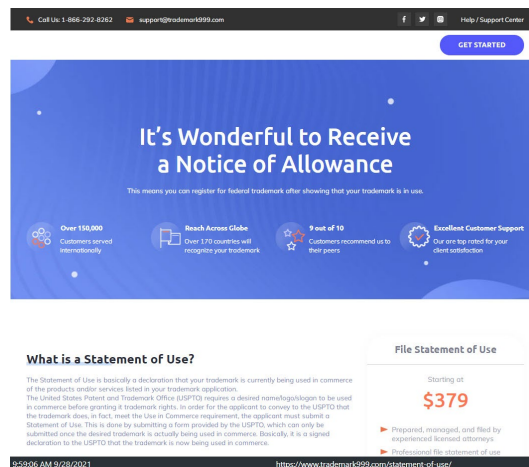 Call Us: 1-866-292-8262 support@trademark999.com Help / Support Center
GET STARTED
It's Wonderful to Receive
a Notice of Allowance
This means you can register for federal trademark after showing that your trademark is in use.
Over 150,000
Customers served
internationally
Reach Across Globe
Over 170 countries will
recognize your trademark
9 out of 10
Customers recommend us to
their peers
Excellent Customer Support
Our are top rated for your
client satisfaction
What is a Statement of Use?
The Statement of Use is basically a declaration that your trademark is currently being used in commerce
of the products and/or services listed in your trademark application.
The United States Patent and Trademark Office (USPTO) requires a desired name/logo/slogan to be used
in commerce before granting it trademark rights. In order for the applicant to convey to the USPTO that
the trademark does, in fact, meet the Use in Commerce requirement, the applicant must submit a
Statement of Use. This is done by submitting a form provided by the USPTO, which can only be
submitted once the desired trademark is actually being used in commerce. Basically, it is a signed
declaration to the USPTO that the trademark is now being used in commerce.
File Statement of Use
Starting at
$379
Prepared, managed, and filed by
experienced licensed attorneys
Professional file statement of use
9:59:06 AM 9/28/2021 https://www.trademark999.com/statement-of-use/